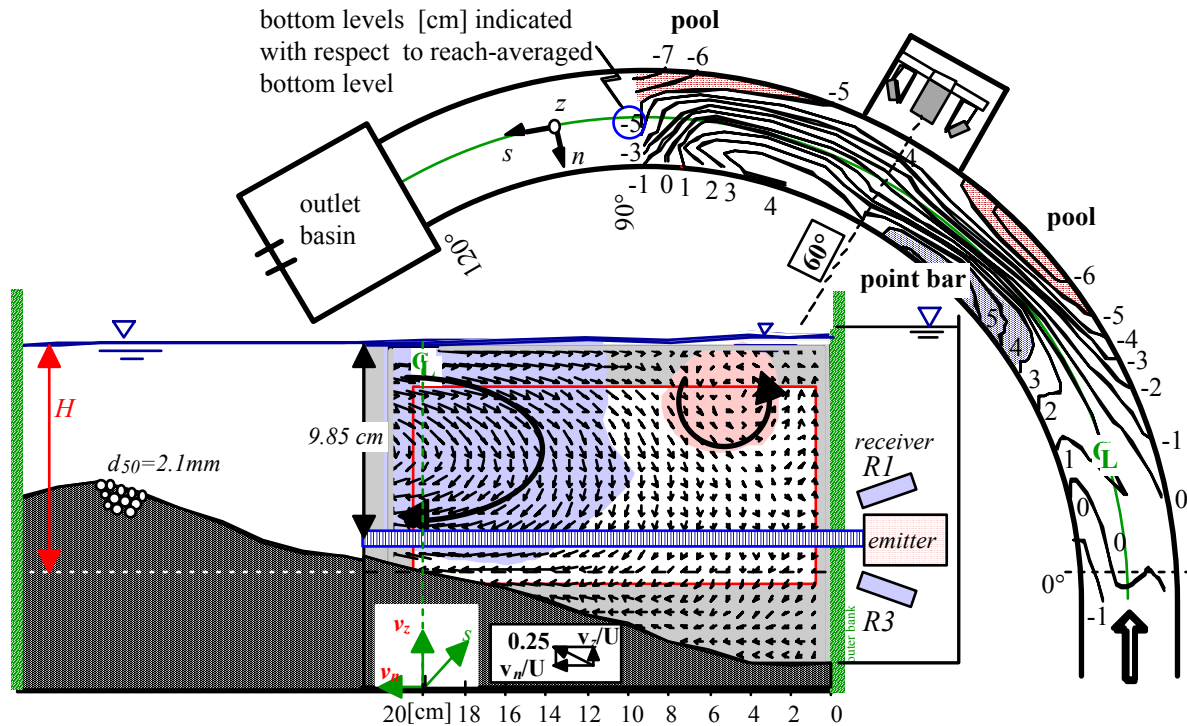 bottom levels [cm] indicated
with respect to reach-averaged
bottom level
pool
-7 -6
-5
z
s
n
-5
-3
-1 0 1 2 3
4
-4
90°
60°
120°
outlet
basin
pool
point bar
-6
-5
-4
-3
-2
-1
0
5
4
3
2
1
0
0
-1
0°
℄
℄
H
9.85 cm
d50=2.1mm
receiver
R1
emitter
R3
outer bank
vz
s
vn
0.25 vz/U
vn/U
20 [cm] 18 16 14 12 10 8 6 4 2 0